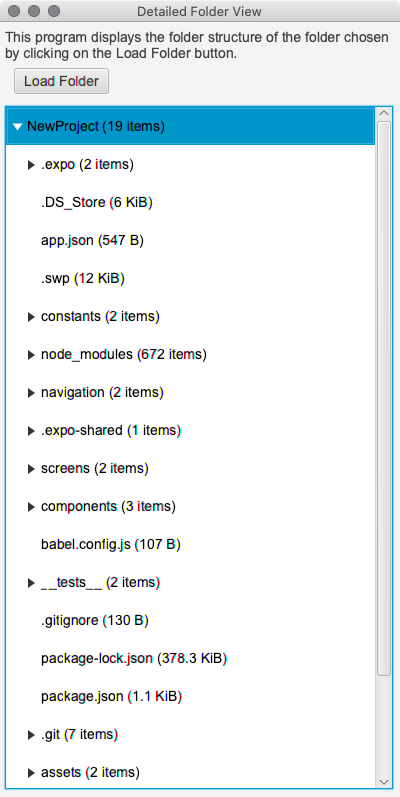 Detailed Folder View
This program displays the folder structure of the folder chosen
by clicking on the Load Folder button.
Load Folder
NewProject (19 items)
.expo (2 items)
.DS_Store (6 KiB)
app.json (547 B)
.swp (12 KiB)
constants (2 items)
node_modules (672 items)
navigation (2 items)
.expo-shared (1 items)
screens (2 items)
components (3 items)
babel.config.js (107 B)
__tests__ (2 items)
.gitignore (130 B)
package-lock.json (378.3 KiB)
package.json (1.1 KiB)
.git (7 items)
assets (2 items)